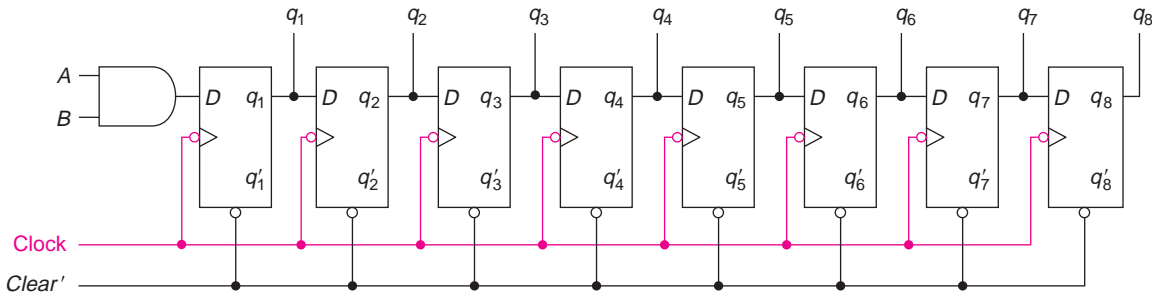 q₁ q₂ q₃ q₄ q₅ q₆ q₇ q₈
A
B
D q₁ D q₂ D q₃ D q₄ D q₅ D q₆ D q₇ D q₈
q′₁ q′₂ q′₃ q′₄ q′₅ q′₆ q′₇ q′₈
Clock
Clear′